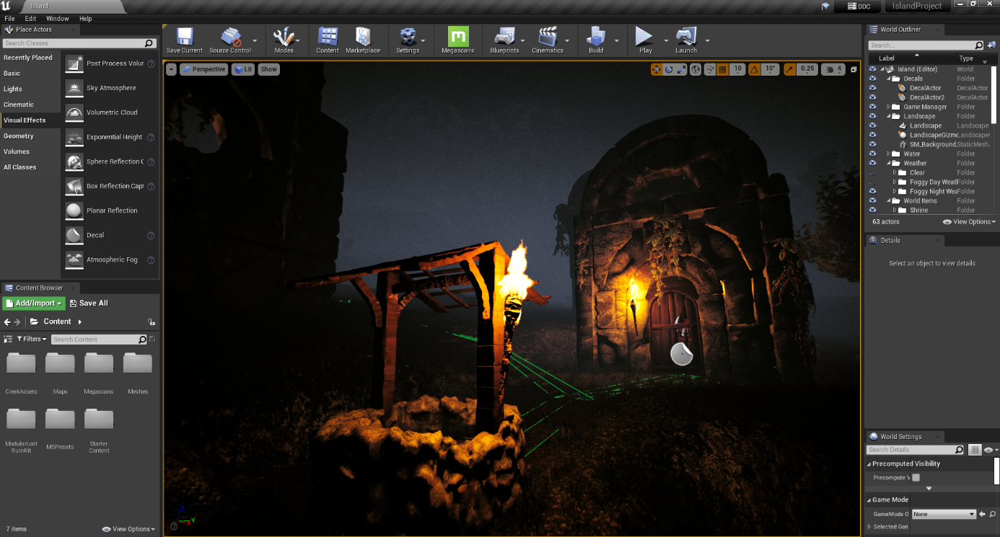 Island
DDC
IslandProject
File Edit Window Help
Place Actors
Search Classes
Recently Placed
Basic
Lights
Cinematic
Visual Effects
Geometry
Volumes
All Classes
Post Process Volur
Sky Atmosphere
Volumetric Cloud
Exponential Height
Sphere Reflection C
Box Reflection Capt
Planar Reflection
Decal
Atmospheric Fog
Save Current
Source Control
Modes
Content
Marketplace
Settings
Megascans
Blueprints
Cinematics
Build
Play
Launch
Perspective Lit Show
10 10° 0.25 4
World Outliner
Search...
Label Type
Island (Editor) World
Decals Folder
DecalActor DecalActor
DecalActor2 DecalActor
Game Manager Folder
Landscape Folder
Landscape Landscape
LandscapeGizmo Landscape
SM_Background_ StaticMesh
Water Folder
Weather Folder
Clear Folder
Foggy Day Weatl Folder
Foggy Night Wea Folder
World Items Folder
Shrine Folder
63 actors View Options
Details
Select an object to view details
Content Browser
Add/Import Save All
Content
Filters Search Content
CreekAssets Maps Megascans Meshes
ModularLost
RuinKit
MSPresets
Starter
Content
7 items View Options
World Settings
Search Details
Precomputed Visibility
Precompute V
Game Mode
GameMode O None
Selected Gan
Z
Y
X